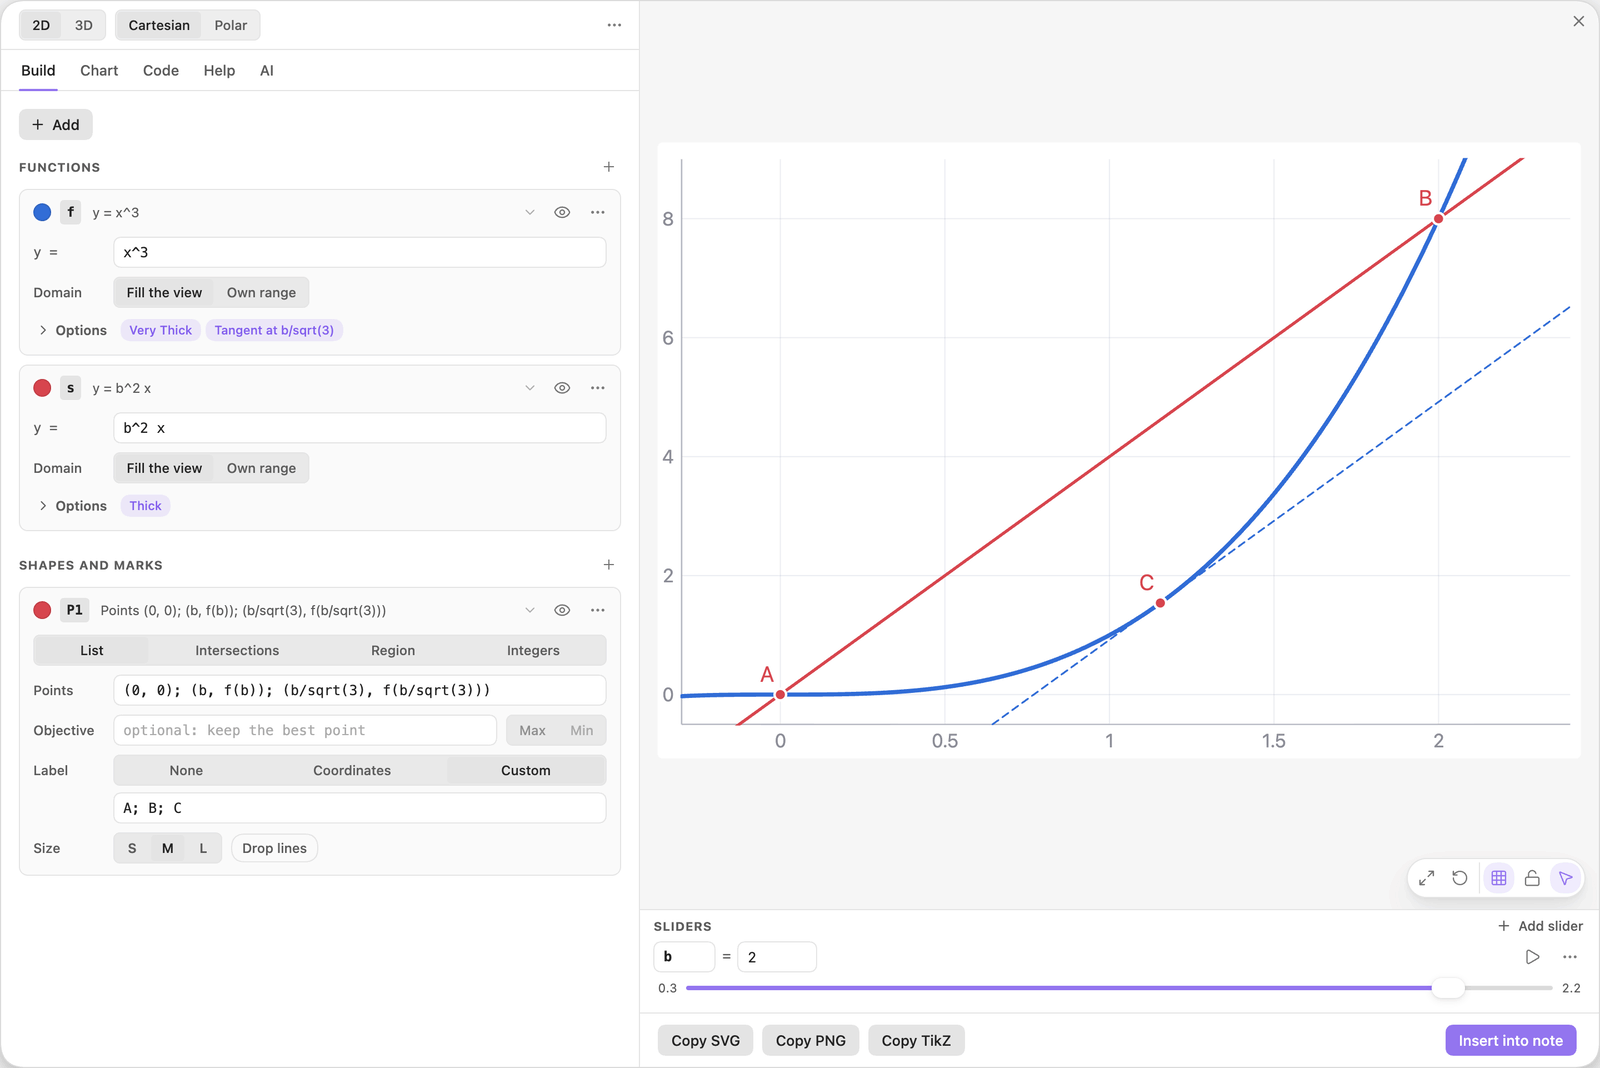 2D 3D Cartesian Polar
Build Chart Code Help AI
+ Add
FUNCTIONS
f y = x^3
y = x^3
Domain Fill the view Own range
Options Very Thick Tangent at b/sqrt(3)
s y = b^2 x
y = b^2 x
Domain Fill the view Own range
Options Thick
SHAPES AND MARKS
P1 Points (0, 0); (b, f(b)); (b/sqrt(3), f(b/sqrt(3)))
List Intersections Region Integers
Points (0, 0); (b, f(b)); (b/sqrt(3), f(b/sqrt(3)))
Objective optional: keep the best point Max Min
Label None Coordinates Custom
A; B; C
Size S M L Drop lines
B
8
6
4
2
C
A
0
0 0.5 1 1.5 2
SLIDERS + Add slider
b = 2
0.3 2.2
Copy SVG Copy PNG Copy TikZ Insert into note